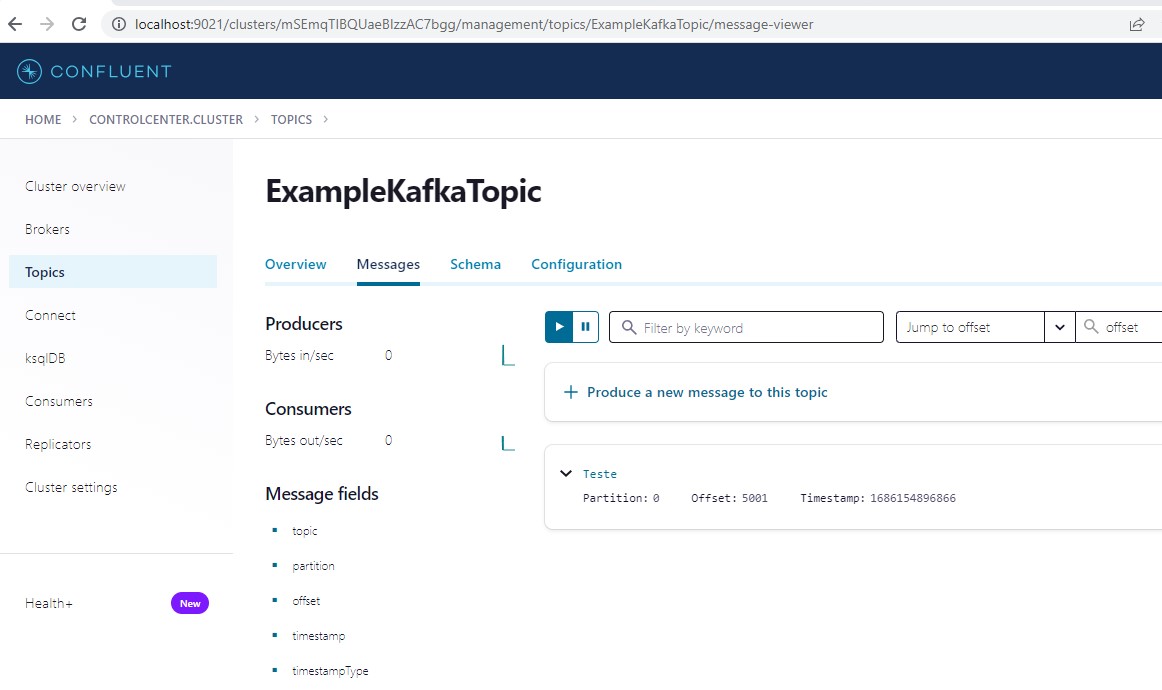 localhost:9021/clusters/mSEmqTIBQUaeBIzzAC7bgg/management/topics/ExampleKafkaTopic/message-viewer
CONFLUENT
HOME > CONTROLCENTER.CLUSTER > TOPICS >
Cluster overview
Brokers
Topics
Connect
ksqlDB
Consumers
Replicators
Cluster settings
Health+ New
ExampleKafkaTopic
Overview Messages Schema Configuration
Producers
Bytes in/sec 0
Consumers
Bytes out/sec 0
Message fields
topic
partition
offset
timestamp
timestampType
Filter by keyword Jump to offset offset
+ Produce a new message to this topic
Teste
Partition: 0 Offset: 5001 Timestamp: 1686154896866